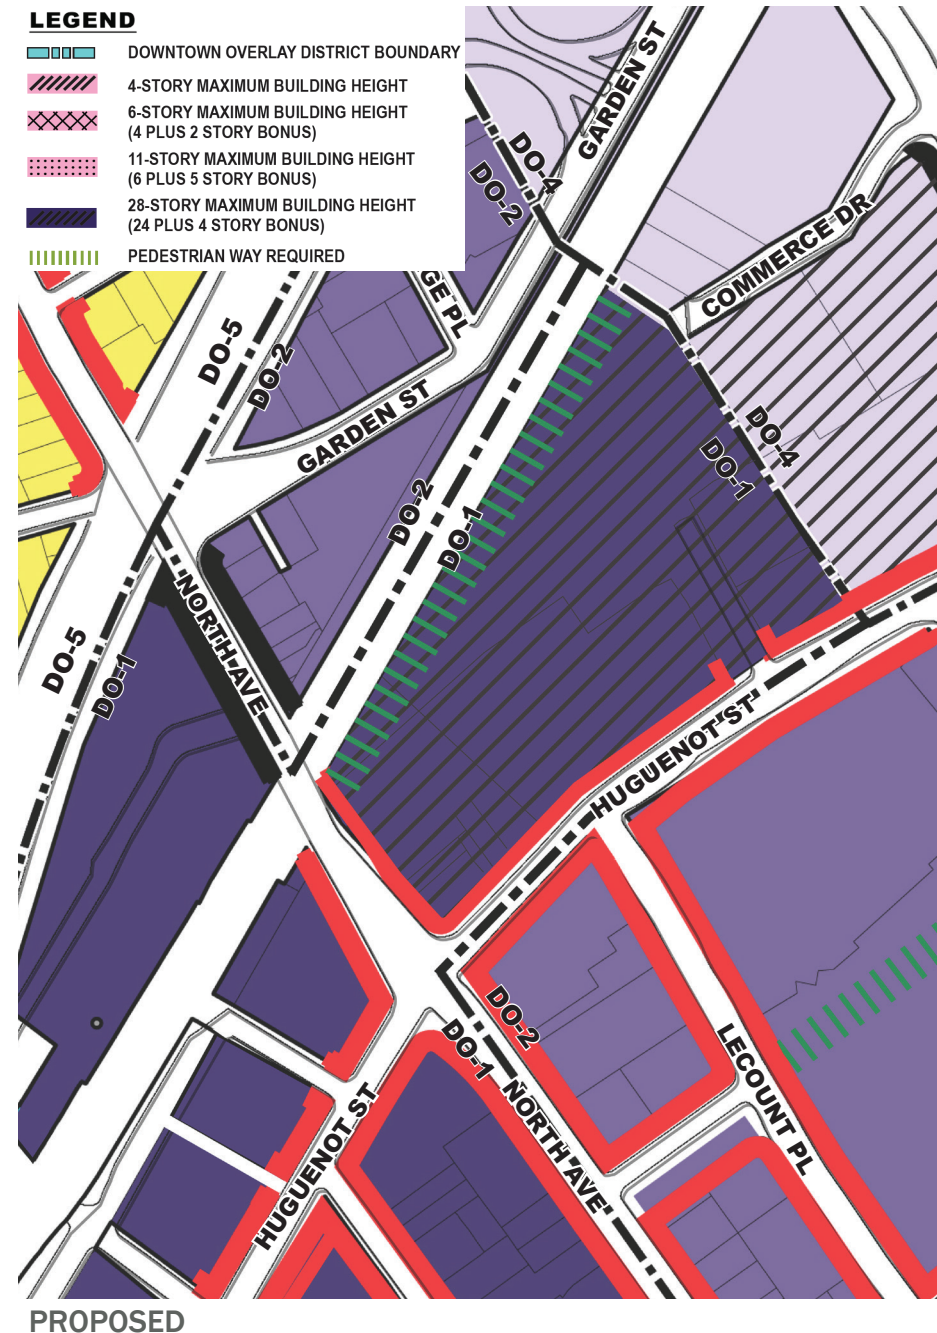 LEGEND
DOWNTOWN OVERLAY DISTRICT BOUNDARY
4-STORY MAXIMUM BUILDING HEIGHT
6-STORY MAXIMUM BUILDING HEIGHT
(4 PLUS 2 STORY BONUS)
11-STORY MAXIMUM BUILDING HEIGHT
(6 PLUS 5 STORY BONUS)
28-STORY MAXIMUM BUILDING HEIGHT
(24 PLUS 4 STORY BONUS)
PEDESTRIAN WAY REQUIRED
GARDEN ST
DO-4
DO-2
COMMERCE DR
GE PL
DO-5
DO-2
GARDEN ST
DO-4
DO-1
DO-2
DO-1
NORTH AVE
DO-5
DO-1
HUGUENOT ST
DO-2
DO-1
NORTH AVE
LECOUNT PL
HUGUENOT ST
PROPOSED